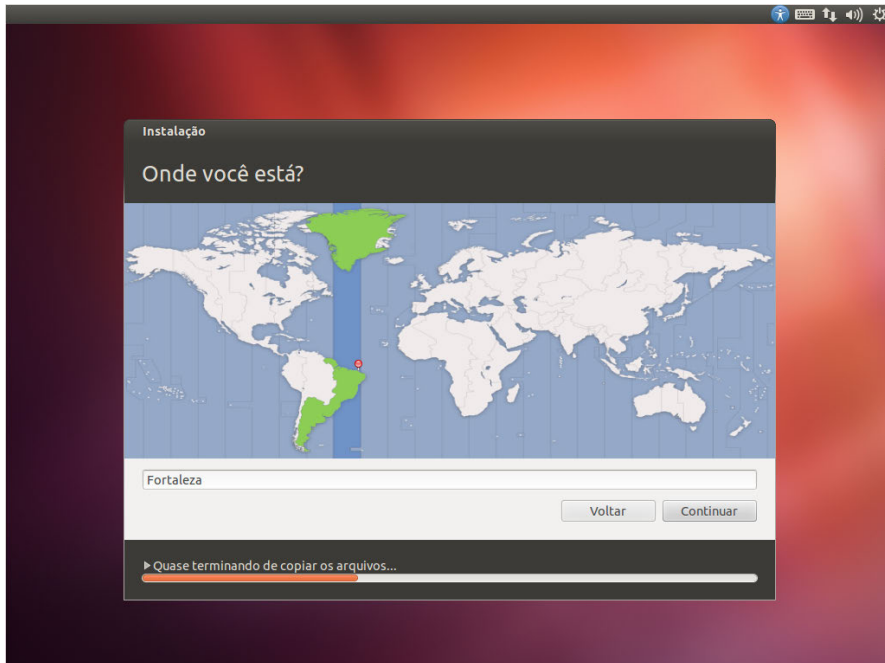 Instalação
Onde você está?
Fortaleza
Voltar
Continuar
Quase terminando de copiar os arquivos...